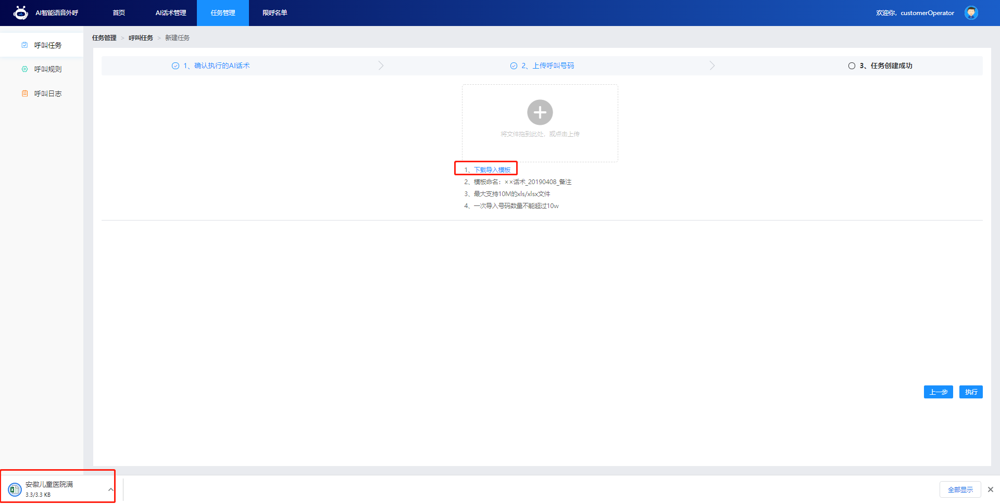 AI智能语音外呼
首页
AI话术管理
任务管理
限呼名单
欢迎你，customerOperator
呼叫任务
呼叫规则
呼叫日志
任务管理 > 呼叫任务 > 新建任务
1、确认执行的AI话术
2、上传呼叫号码
3、任务创建成功
将文件拖到此处，或点击上传
1、下载导入模板
2、模板命名：××话术_20190408_备注
3、最大支持10M的xls/xlsx文件
4、一次导入号码数量不能超过10w
上一步
执行
安徽儿童医院满
3.3/3.3 KB
全部显示